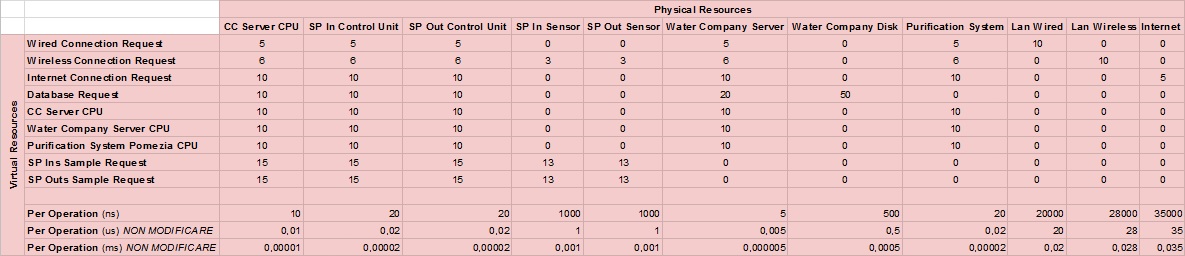 Physical Resources
CC Server CPU SP In Control Unit SP Out Control Unit SP In Sensor SP Out Sensor Water Company Server Water Company Disk Purification System Lan Wired Lan Wireless Internet
Virtual Resources
Wired Connection Request 5 5 5 0 0 5 0 5 10 0 0
Wireless Connection Request 6 6 6 3 3 6 0 6 0 10 0
Internet Connection Request 10 10 10 0 0 10 0 10 0 0 5
Database Request 10 10 10 0 0 20 50 10 0 0 0
CC Server CPU 10 10 10 0 0 10 0 10 0 0 0
Water Company Server CPU 10 10 10 0 0 10 0 10 0 0 0
Purification System Pomezia CPU 10 10 10 0 0 10 0 10 0 0 0
SP Ins Sample Request 15 15 15 13 13 0 0 0 0 0 0
SP Outs Sample Request 15 15 15 13 13 0 0 0 0 0 0
Per Operation (ns) 10 20 20 1000 1000 5 500 20 20000 28000 35000
Per Operation (us) NON MODIFICARE 0,01 0,02 0,02 1 1 0,005 0,5 0,02 20 28 35
Per Operation (ms) NON MODIFICARE 0,00001 0,00002 0,00002 0,001 0,001 0,000005 0,0005 0,00002 0,02 0,028 0,035